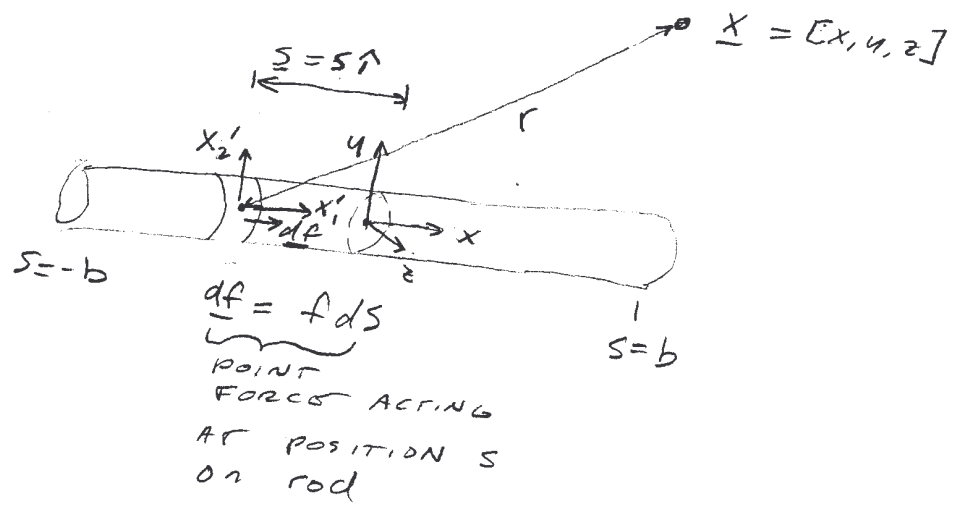 x = [x, y, z]
s = s î
r
x₂'
y
x₁'
x
df
z
s=-b
df = f ds
s=b
POINT
FORCE ACTING
AT POSITION s
on rod